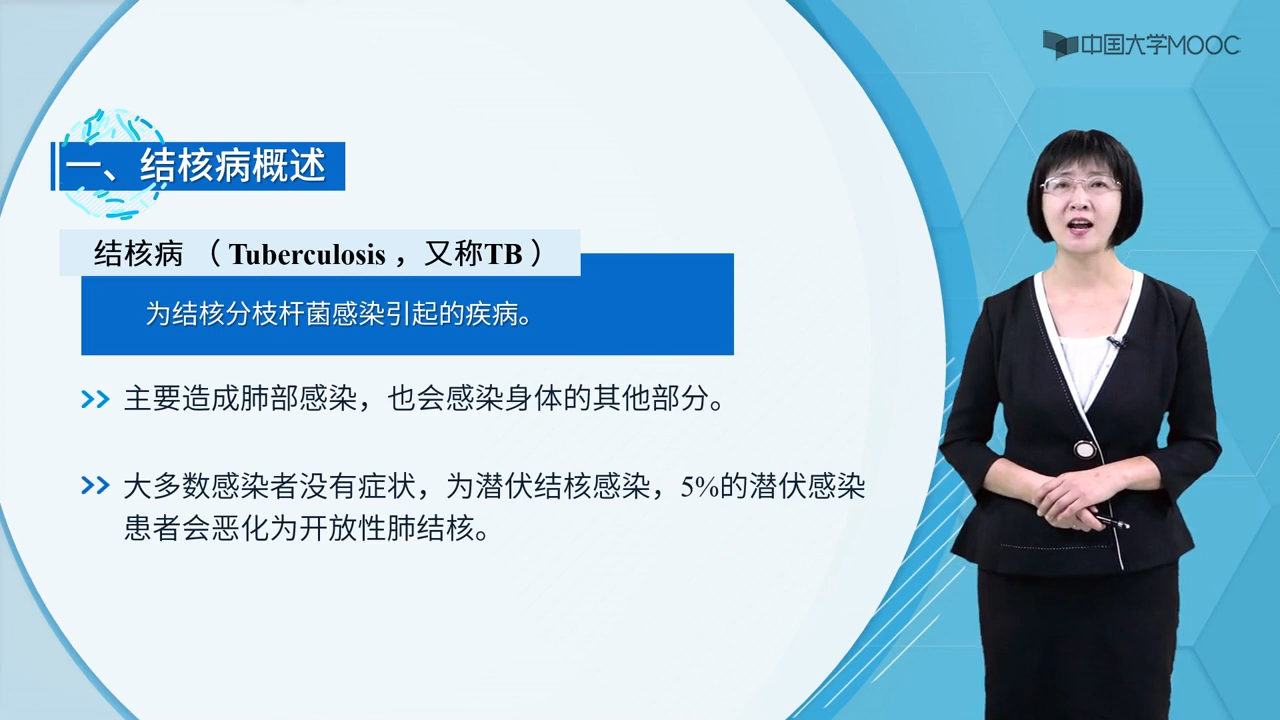 中国大学MOOC
一、结核病概述
结核病 （ Tuberculosis ，又称TB ）
为结核分枝杆菌感染引起的疾病。
主要造成肺部感染，也会感染身体的其他部分。
大多数感染者没有症状，为潜伏结核感染，5%的潜伏感染
患者会恶化为开放性肺结核。